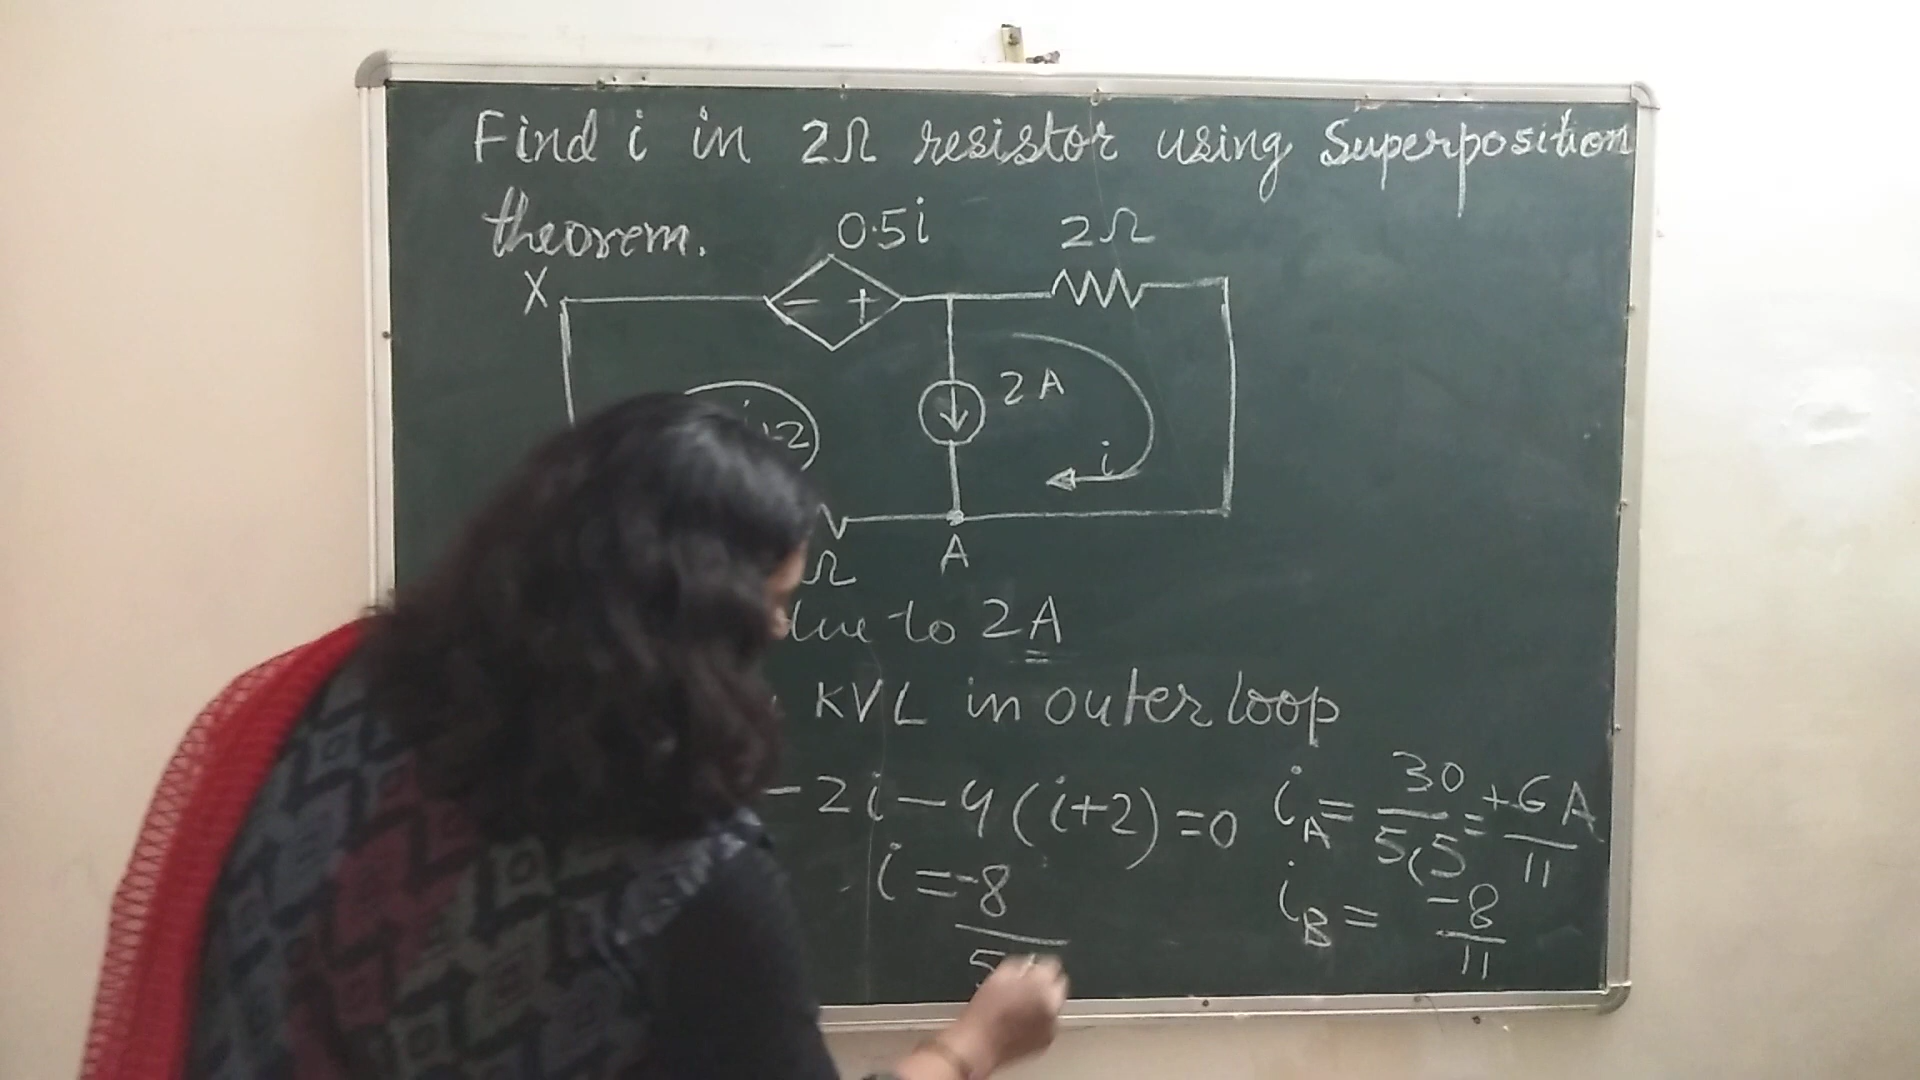 Find i in 2Ω resistor using Superposition
theorem.
0.5i
2Ω
X
- +
2A
i
A
Ω
due to 2A
KVL in outer loop
-2i-4(i+2)=0
i=-8
5
i_A= 30/5.5 = +6A/11
i_B= -8/11